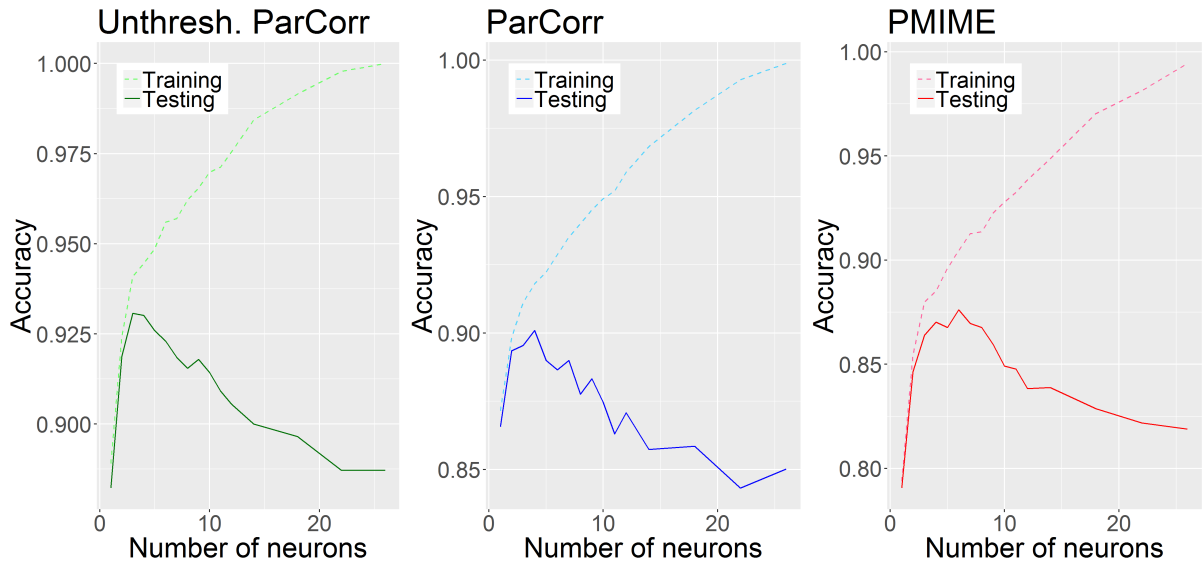 Unthresh. ParCorr
Training
Testing
1.000
0.975
0.950
0.925
0.900
Accuracy
0
10
20
Number of neurons
ParCorr
Training
Testing
1.00
0.95
0.90
0.85
Accuracy
0
10
20
Number of neurons
PMIME
Training
Testing
1.00
0.95
0.90
0.85
0.80
Accuracy
0
10
20
Number of neurons